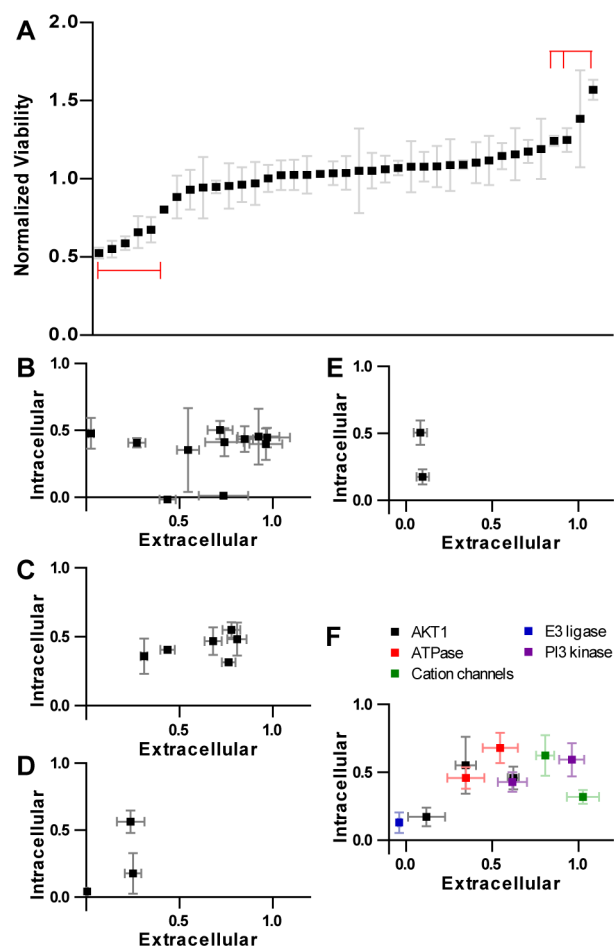 A
Normalized Viability
2.0
1.5
1.0
0.5
0.0
B
Intracellular
1.0
0.5
0.0
0.5
1.0
Extracellular
E
Intracellular
1.0
0.5
0.0
0.0
0.5
1.0
Extracellular
C
Intracellular
1.0
0.5
0.0
0.5
1.0
Extracellular
F
AKT1
ATPase
Cation channels
E3 ligase
PI3 kinase
Intracellular
1.0
0.5
0.0
0.0
0.5
1.0
Extracellular
D
Intracellular
1.0
0.5
0.0
0.5
1.0
Extracellular